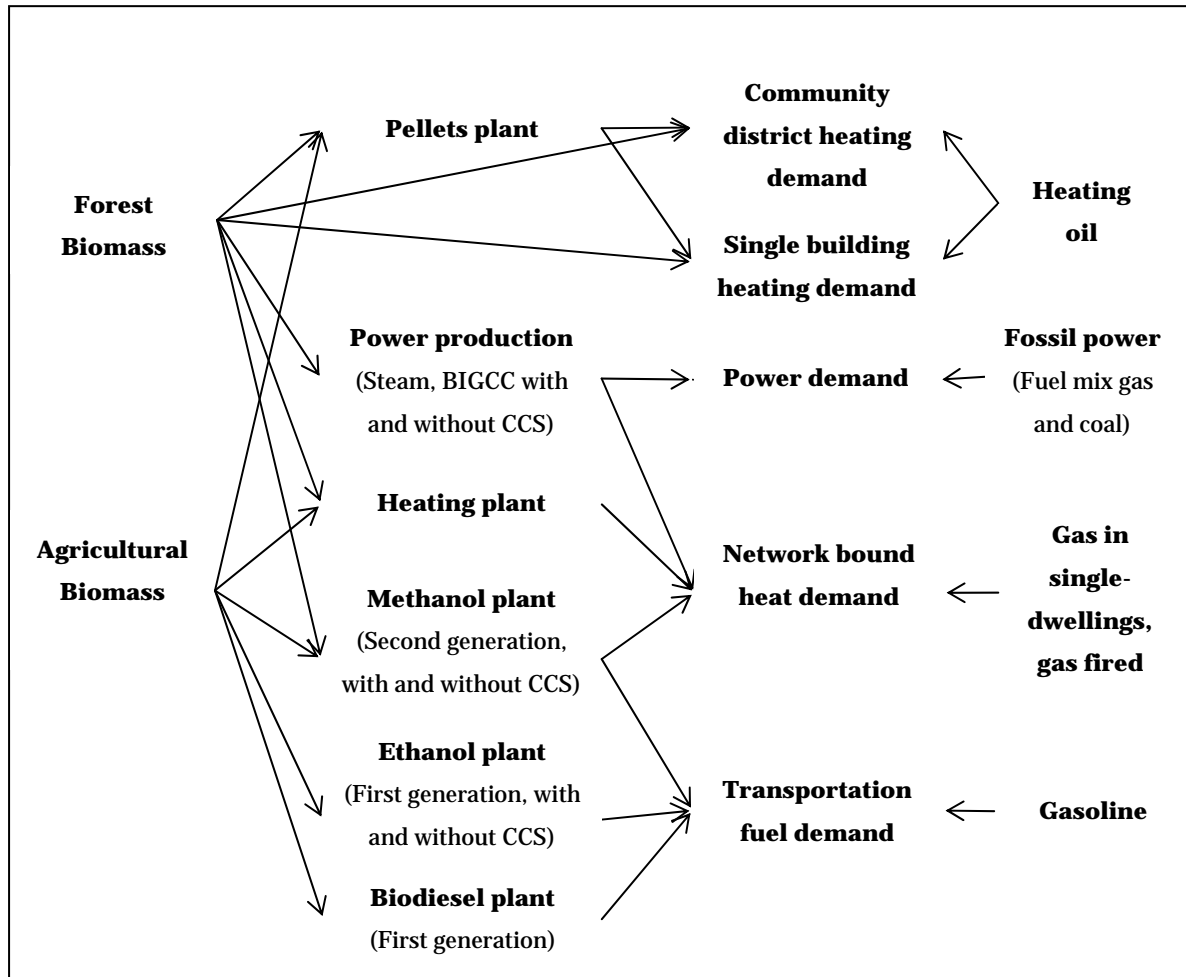 Forest
Biomass
Agricultural
Biomass
Pellets plant
Power production
(Steam, BIGCC with
and without CCS)
Heating plant
Methanol plant
(Second generation,
with and without CCS)
Ethanol plant
(First generation, with
and without CCS)
Biodiesel plant
(First generation)
Community
district heating
demand
Single building
heating demand
Power demand
Network bound
heat demand
Transportation
fuel demand
Heating
oil
Fossil power
(Fuel mix gas
and coal)
Gas in
single-
dwellings,
gas fired
Gasoline